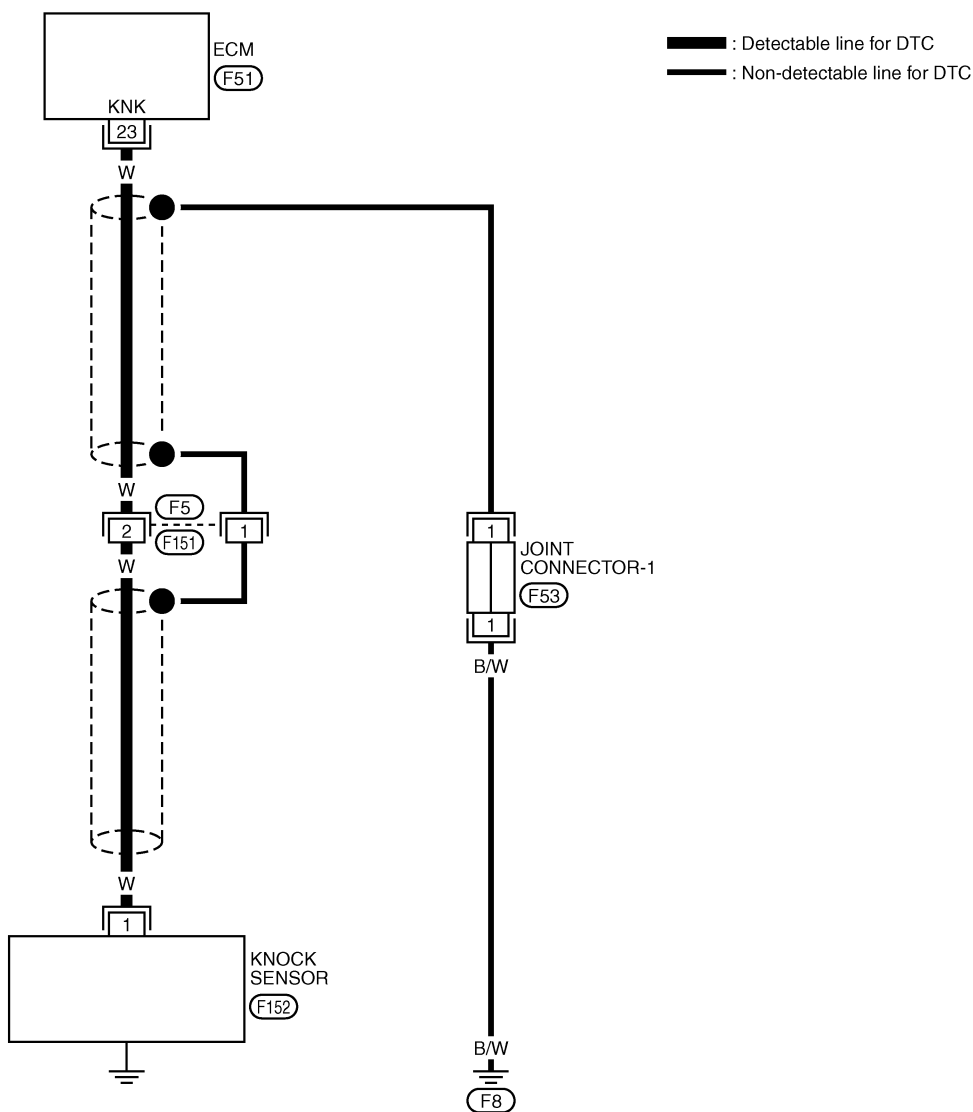 ECM
F51
KNK
23
W
: Detectable line for DTC
: Non-detectable line for DTC
W
F5
2
F151
1
W
1
JOINT
CONNECTOR-1
F53
1
B/W
W
1
KNOCK
SENSOR
F152
B/W
F8